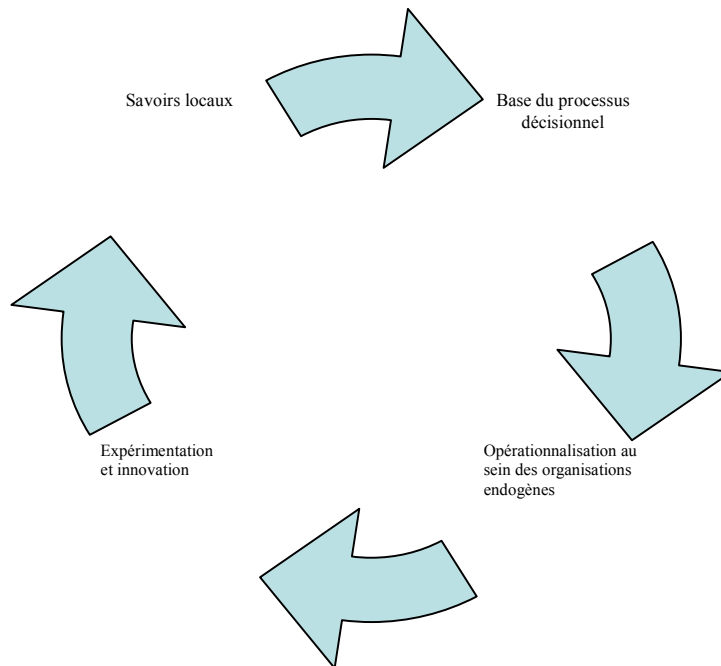 Savoirs locaux
Base du processus
décisionnel
Expérimentation
et innovation
Opérationnalisation au
sein des organisations
endogènes